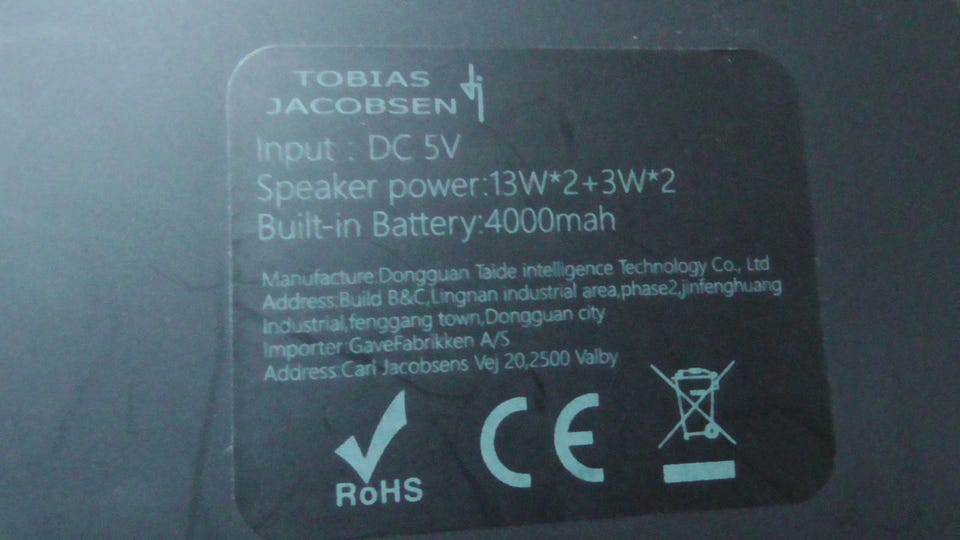 TOBIAS
JACOBSEN tj
Input : DC 5V
Speaker power:13W*2+3W*2
Built-in Battery:4000mah
Manufacture:Dongguan Taide intelligence Technology Co., Ltd
Address:Build B&C,Lingnan industrial area,phase2,jinfenghuang
Industrial,fenggang town,Dongguan city
Importer:GaveFabrikken A/S
Address:Carl Jacobsens Vej 20,2500 Valby
RoHS CE